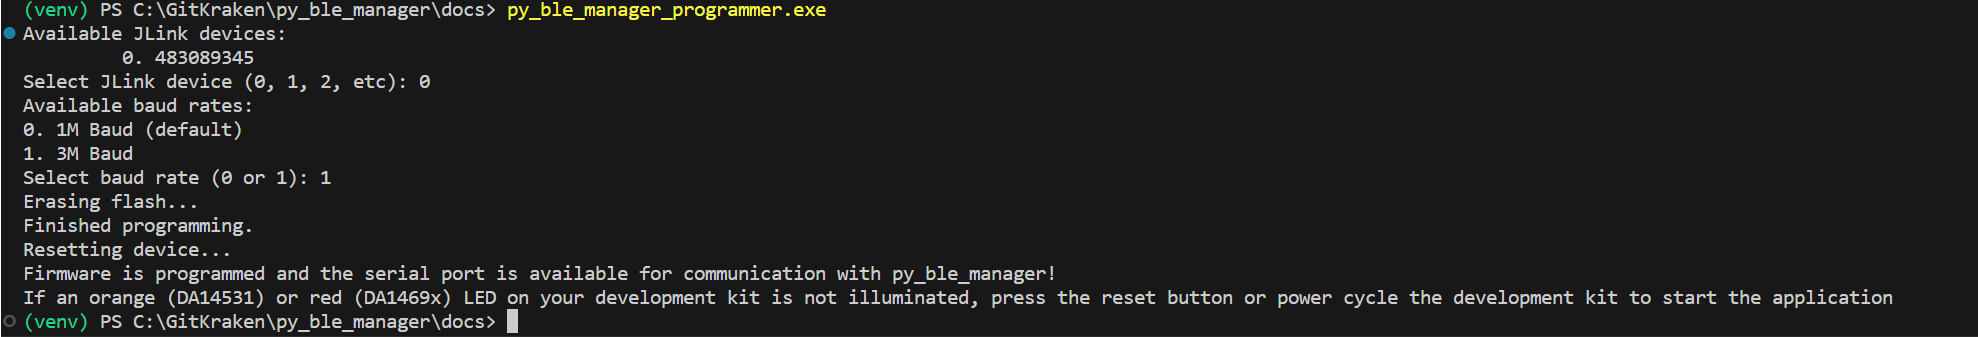 (venv) PS C:\GitKraken\py_ble_manager\docs> py_ble_manager_programmer.exe
Available JLink devices:
0. 483089345
Select JLink device (0, 1, 2, etc): 0
Available baud rates:
0. 1M Baud (default)
1. 3M Baud
Select baud rate (0 or 1): 1
Erasing flash...
Finished programming.
Resetting device...
Firmware is programmed and the serial port is available for communication with py_ble_manager!
If an orange (DA14531) or red (DA1469x) LED on your development kit is not illuminated, press the reset button or power cycle the development kit to start the application
(venv) PS C:\GitKraken\py_ble_manager\docs>